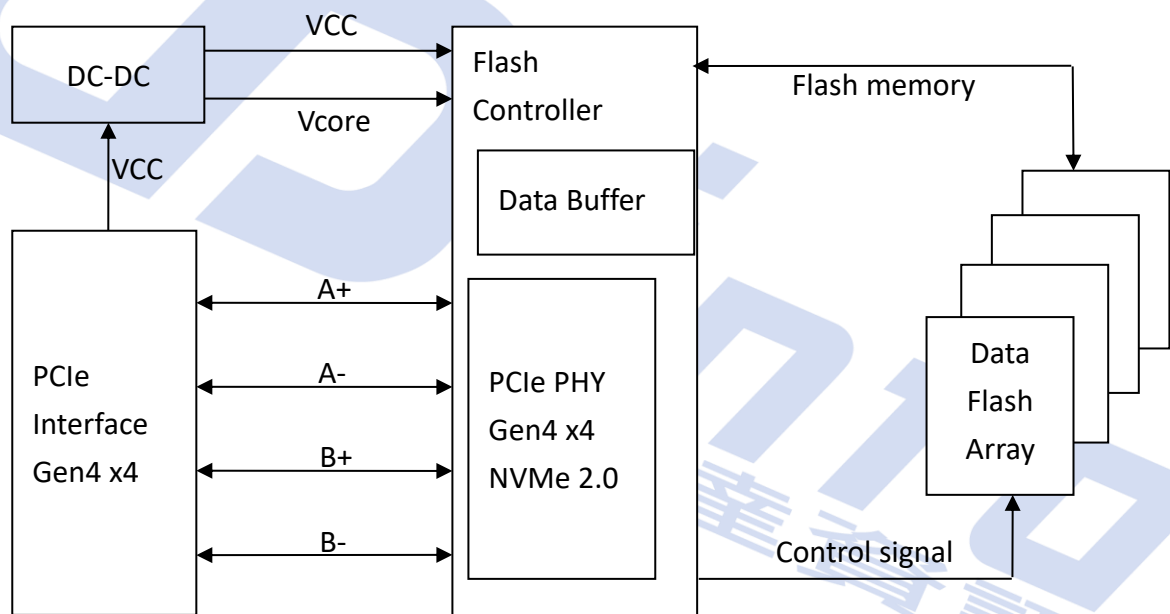 VCC
DC-DC
Vcore
VCC
Flash
Controller
Flash memory
Data Buffer
PCIe
Interface
Gen4 x4
A+
A-
B+
B-
PCIe PHY
Gen4 x4
NVMe 2.0
Data
Flash
Array
Control signal